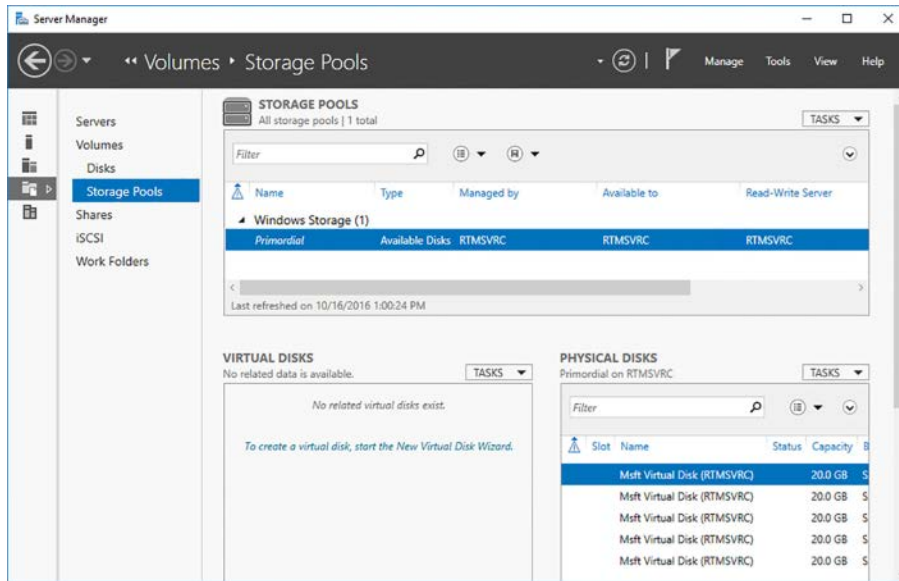 Server Manager
Volumes Storage Pools
Manage Tools View Help
Servers
Volumes
Disks
Storage Pools
Shares
iSCSI
Work Folders
STORAGE POOLS
All storage pools | 1 total
TASKS
Filter
Name Type Managed by Available to Read-Write Server
Windows Storage (1)
Primordial Available Disks RTMSVRC RTMSVRC RTMSVRC
Last refreshed on 10/16/2016 1:00:24 PM
VIRTUAL DISKS
No related data is available.
TASKS
No related virtual disks exist.
To create a virtual disk, start the New Virtual Disk Wizard.
PHYSICAL DISKS
Primordial on RTMSVRC
TASKS
Filter
Slot Name Status Capacity B
Msft Virtual Disk (RTMSVRC) 20.0 GB S
Msft Virtual Disk (RTMSVRC) 20.0 GB S
Msft Virtual Disk (RTMSVRC) 20.0 GB S
Msft Virtual Disk (RTMSVRC) 20.0 GB S
Msft Virtual Disk (RTMSVRC) 20.0 GB S